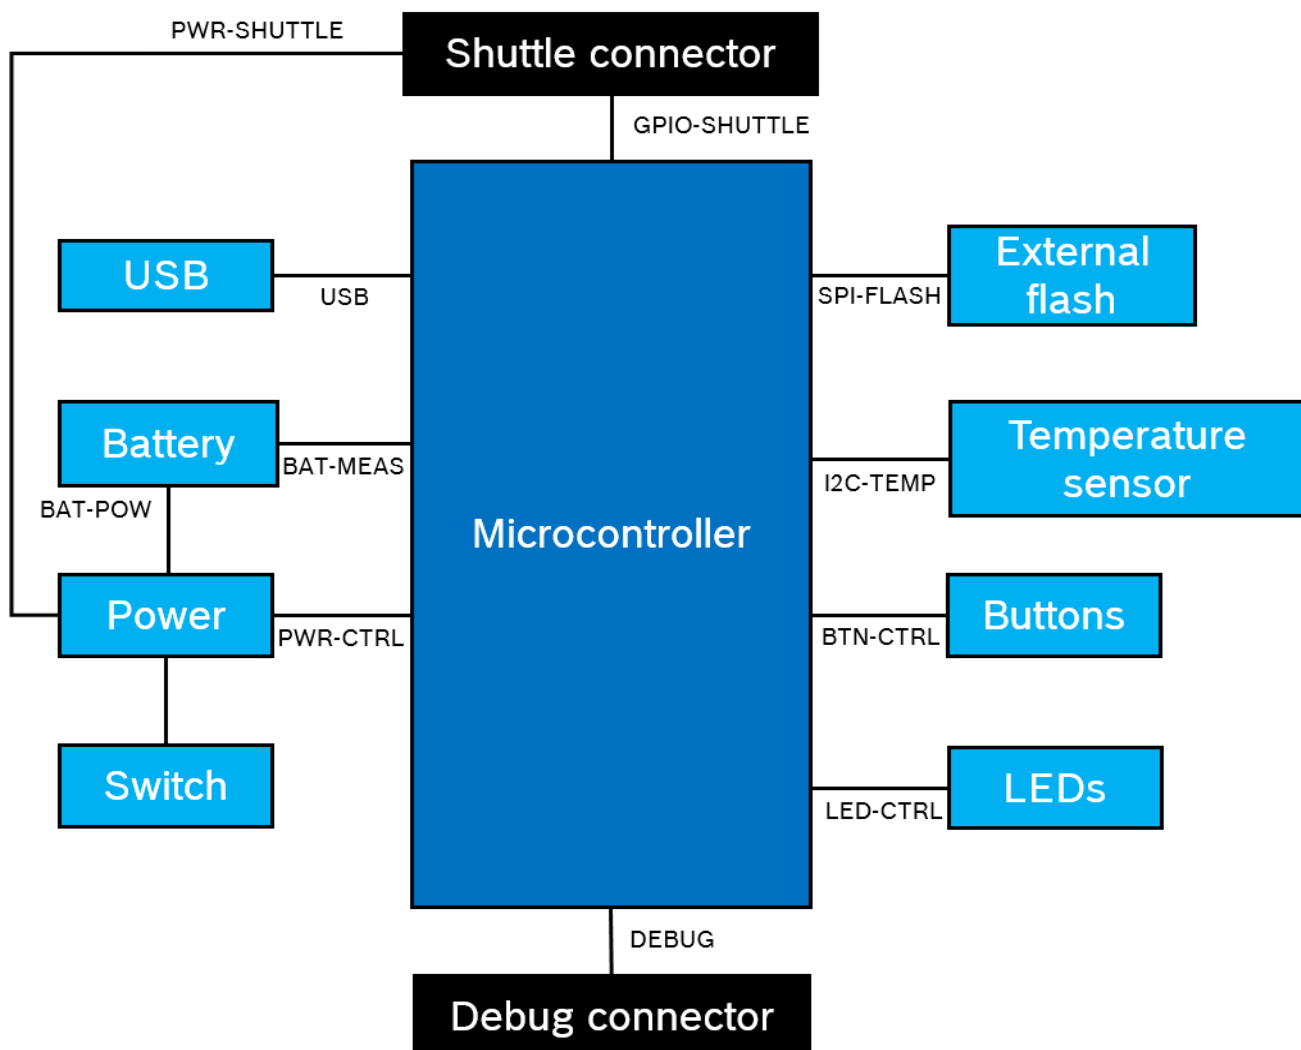 PWR-SHUTTLE
Shuttle connector
GPIO-SHUTTLE
USB
USB
External
flash
SPI-FLASH
Battery
BAT-MEAS
BAT-POW
Temperature
sensor
I2C-TEMP
Microcontroller
Power
PWR-CTRL
Buttons
BTN-CTRL
Switch
LEDs
LED-CTRL
DEBUG
Debug connector